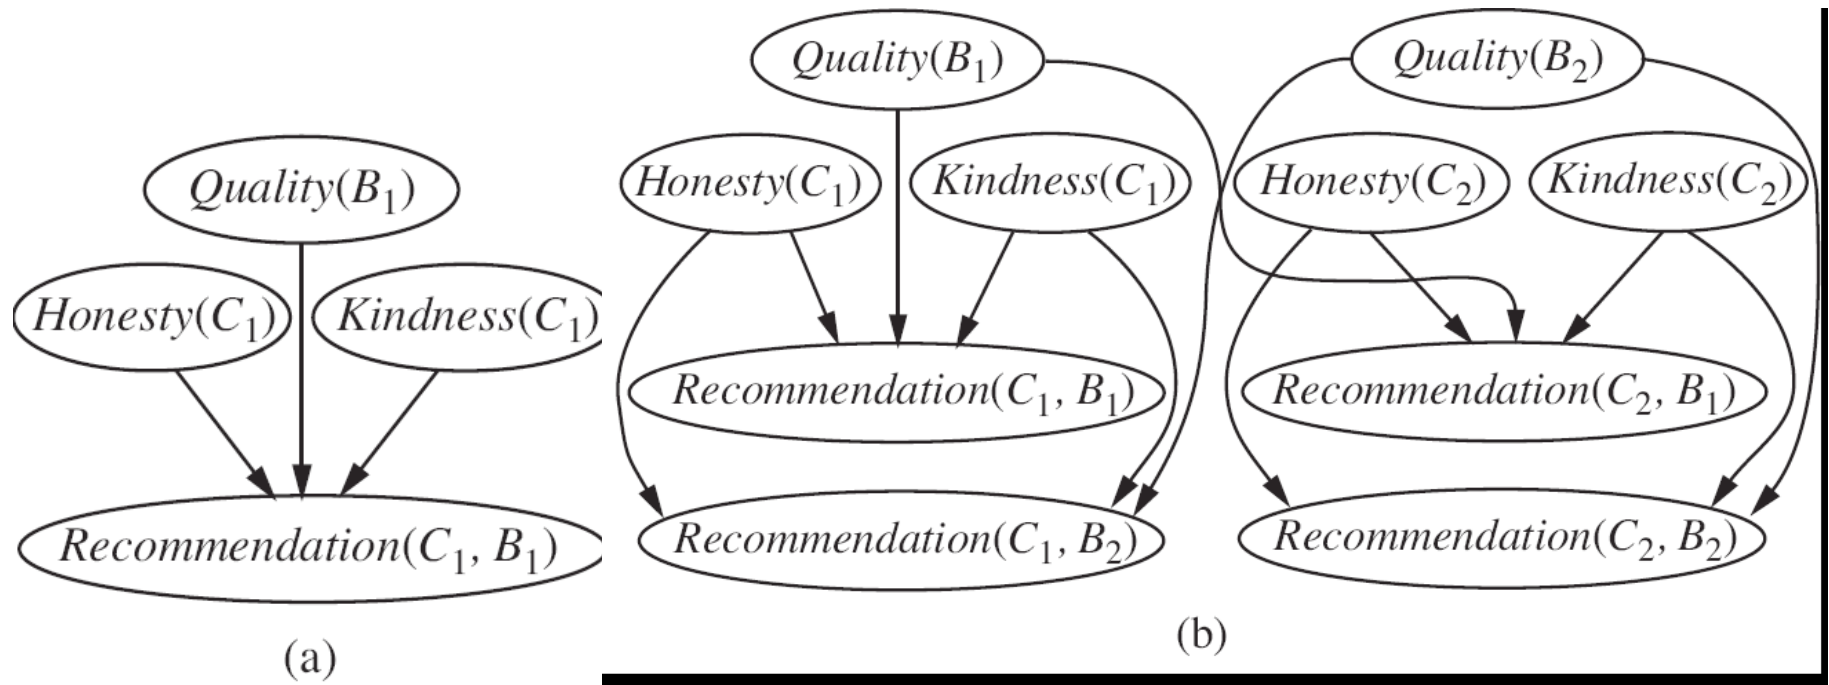 Quality(B1)
Honesty(C1) Kindness(C1)
Recommendation(C1, B1)
(a)
Quality(B1) Quality(B2)
Honesty(C1) Kindness(C1) Honesty(C2) Kindness(C2)
Recommendation(C1, B1) Recommendation(C2, B1)
Recommendation(C1, B2) Recommendation(C2, B2)
(b)